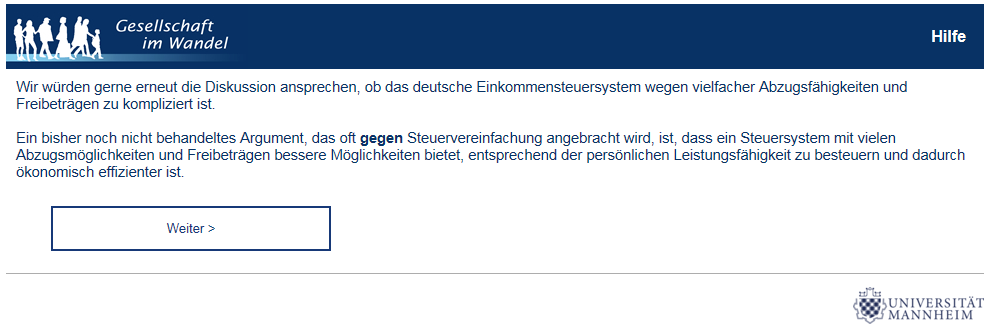 Gesellschaft
im Wandel
Hilfe
Wir würden gerne erneut die Diskussion ansprechen, ob das deutsche Einkommensteuersystem wegen vielfacher Abzugsfähigkeiten und
Freibeträgen zu kompliziert ist.
Ein bisher noch nicht behandeltes Argument, das oft gegen Steuervereinfachung angebracht wird, ist, dass ein Steuersystem mit vielen
Abzugsmöglichkeiten und Freibeträgen bessere Möglichkeiten bietet, entsprechend der persönlichen Leistungsfähigkeit zu besteuern und dadurch
ökonomisch effizienter ist.
Weiter >
UNIVERSITÄT
MANNHEIM